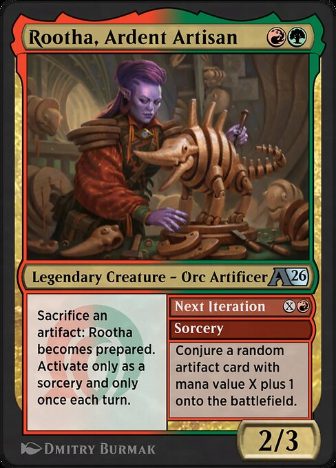 Rootha, Ardent Artisan
Legendary Creature – Orc Artificer
A26
Sacrifice an
artifact: Rootha
becomes prepared.
Activate only as a
sorcery and only
once each turn.
Next Iteration X
Sorcery
Conjure a random
artifact card with
mana value X plus 1
onto the battlefield.
Dmitry Burmak
2/3